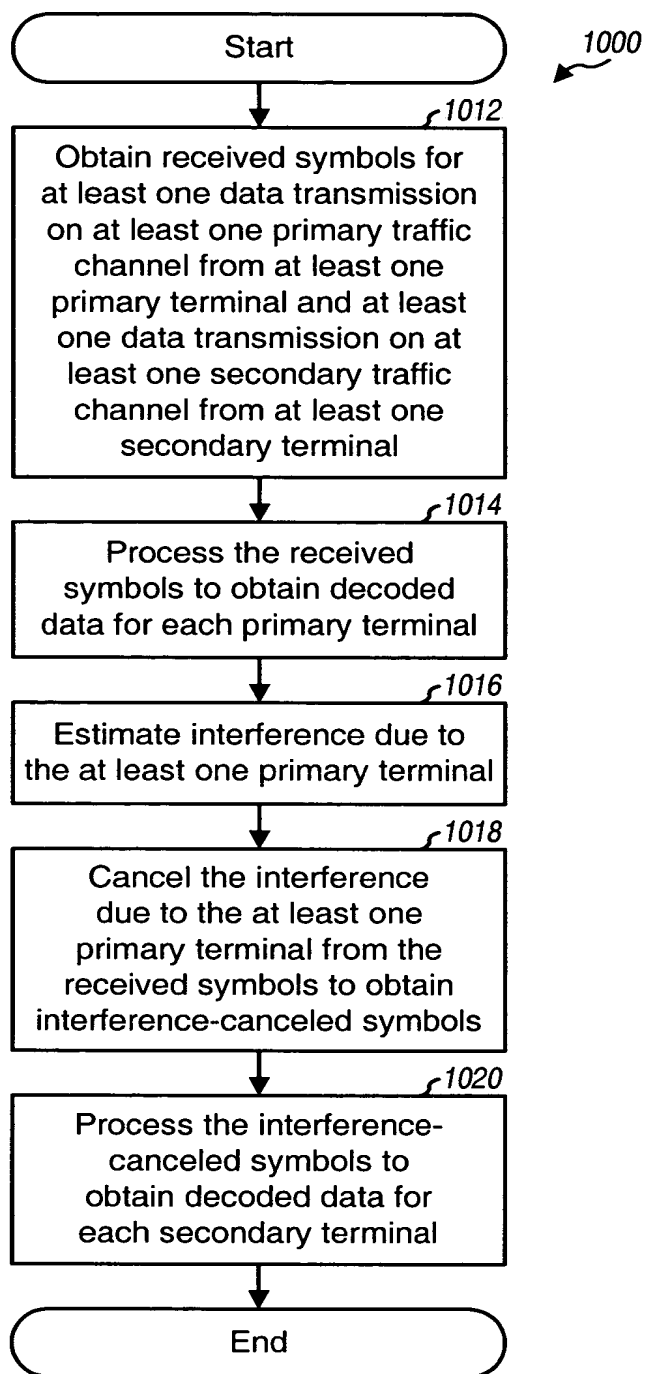 Start
1000
1012
Obtain received symbols for
at least one data transmission
on at least one primary traffic
channel from at least one
primary terminal and at least
one data transmission on at
least one secondary traffic
channel from at least one
secondary terminal
1014
Process the received
symbols to obtain decoded
data for each primary terminal
1016
Estimate interference due to
the at least one primary terminal
1018
Cancel the interference
due to the at least one
primary terminal from the
received symbols to obtain
interference-canceled symbols
1020
Process the interference-
canceled symbols to
obtain decoded data for
each secondary terminal
End